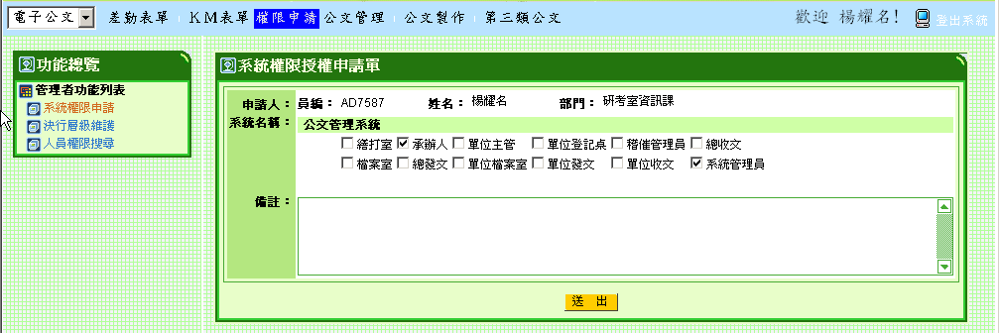 電子公文 差勤表單 KM表單 權限申請 公文管理 公文製作 第三類公文 歡迎 楊耀名! 登出系統
功能總覽
管理者功能列表
系統權限申請
決行層級維護
人員權限搜尋
系統權限授權申請單
申請人： 員編： AD7587 姓名： 楊耀名 部門： 研考室資訊課
系統名稱： 公文管理系統
繕打室 承辦人 單位主管 單位登記桌 稽催管理員 總收文
檔案室 總發文 單位檔案室 單位發文 單位收文 系統管理員
備註：
送 出